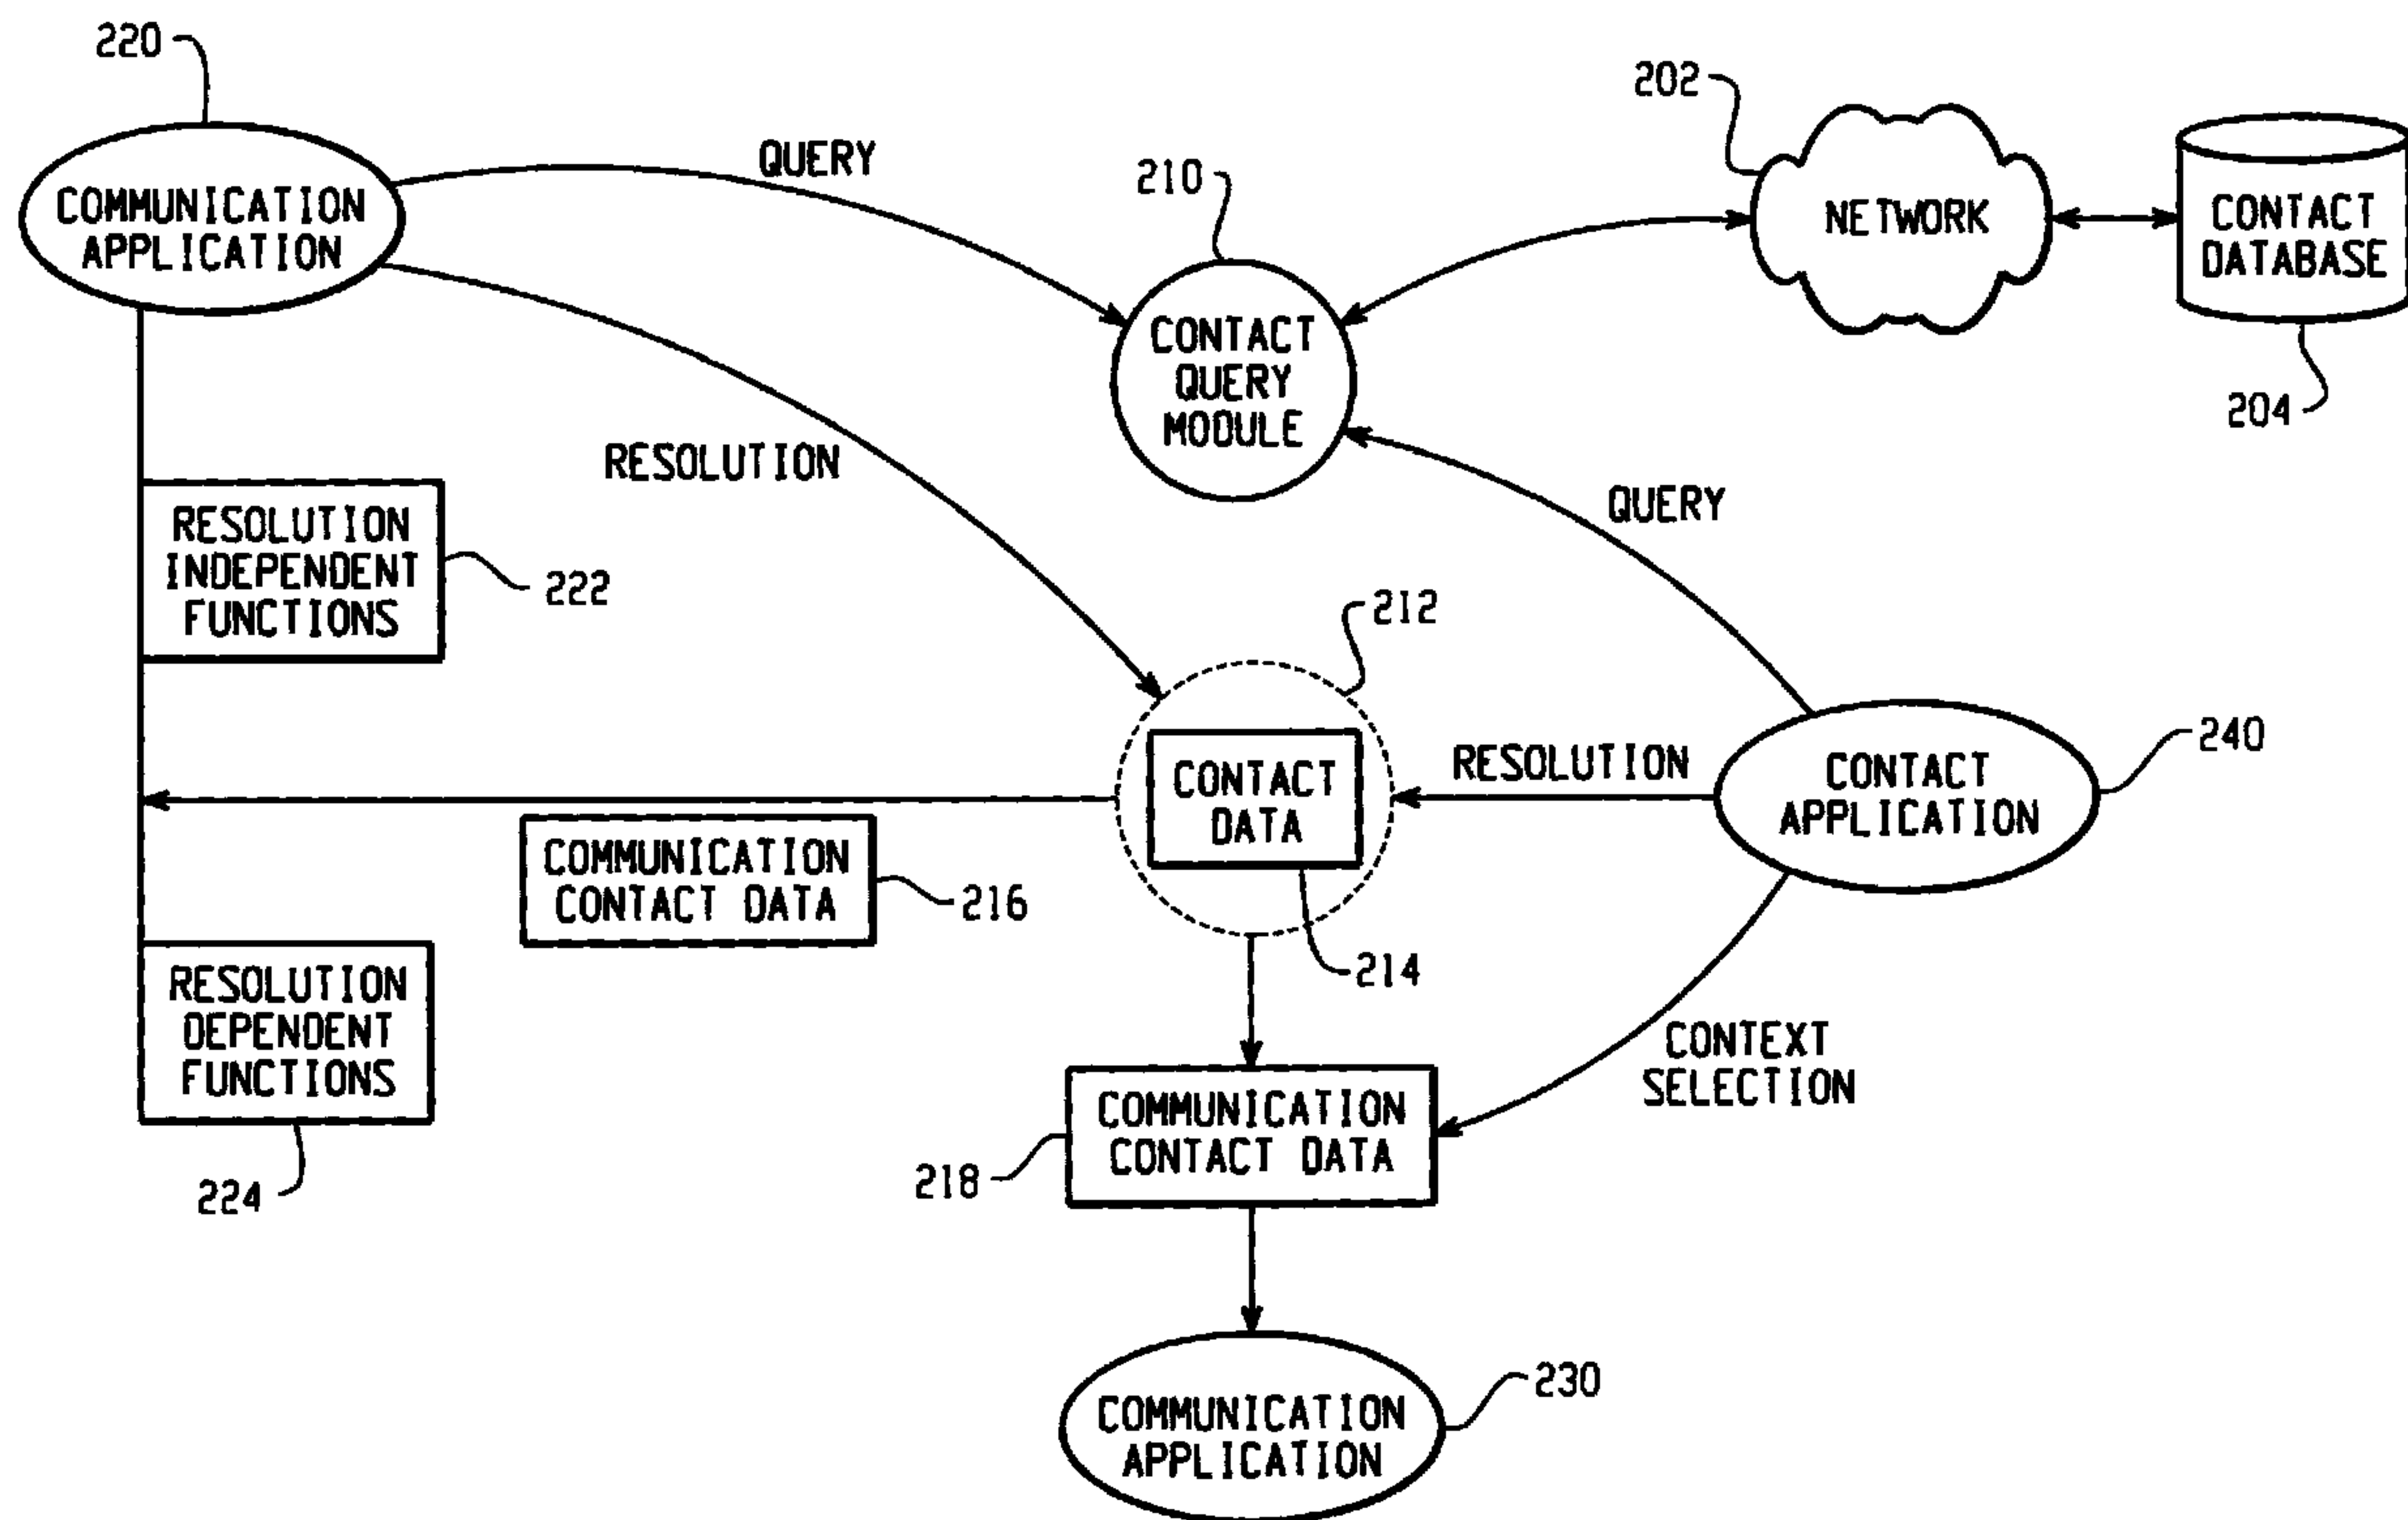 220
COMMUNICATION
APPLICATION
QUERY
210
CONTACT
QUERY
MODULE
202
NETWORK
CONTACT
DATABASE
204
RESOLUTION
QUERY
RESOLUTION
INDEPENDENT
FUNCTIONS
222
212
CONTACT
DATA
214
RESOLUTION
CONTACT
APPLICATION
240
COMMUNICATION
CONTACT DATA
216
RESOLUTION
DEPENDENT
FUNCTIONS
224
CONTEXT
SELECTION
COMMUNICATION
CONTACT DATA
218
COMMUNICATION
APPLICATION
230